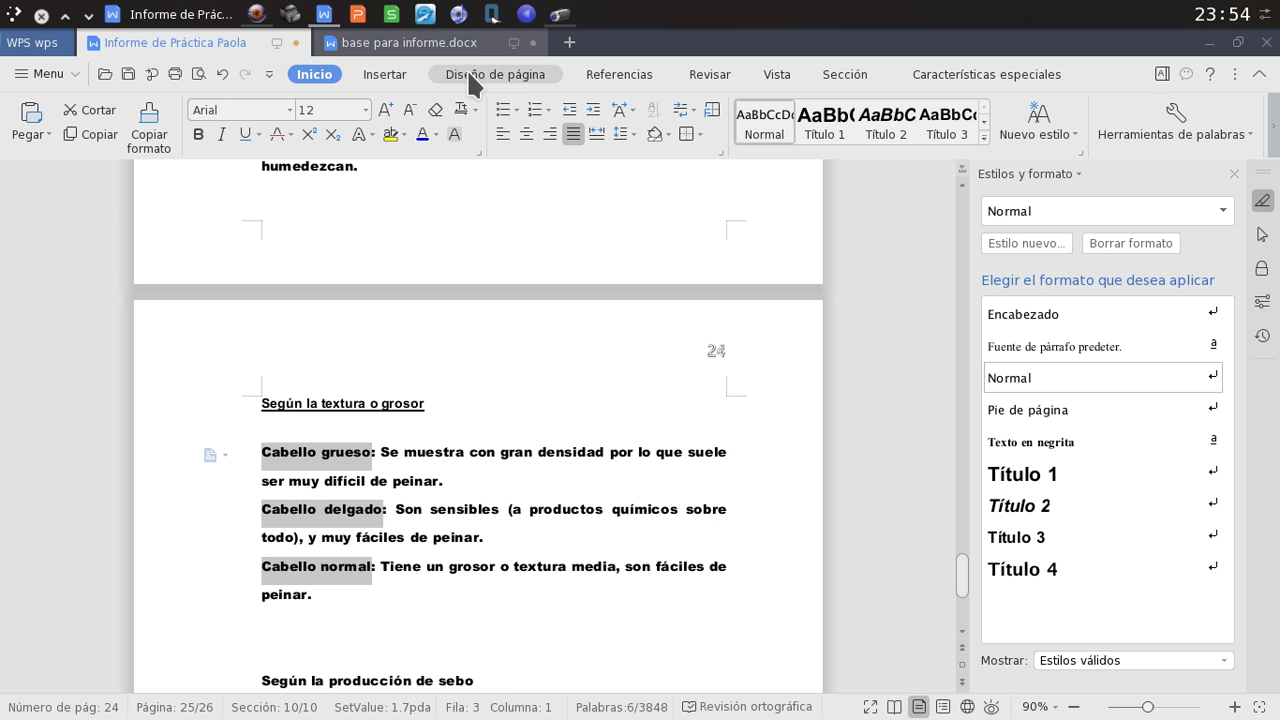 Informe de Prác...
23:54
WPS wps
Informe de Práctica Paola
base para informe.docx
Menu
Inicio
Insertar
Diseño de página
Referencias
Revisar
Vista
Sección
Características especiales
Pegar
Cortar
Copiar
Copiar formato
Arial
12
AaBbCcDc
Normal
AaBb(
Título 1
AaBbC
Título 2
AaBbCc
Título 3
Nuevo estilo
Herramientas de palabras
humedezcan.
24
Según la textura o grosor
Cabello grueso: Se muestra con gran densidad por lo que suele
ser muy difícil de peinar.
Cabello delgado: Son sensibles (a productos químicos sobre
todo), y muy fáciles de peinar.
Cabello normal: Tiene un grosor o textura media, son fáciles de
peinar.
Según la producción de sebo
Estilos y formato
Normal
Estilo nuevo...
Borrar formato
Elegir el formato que desea aplicar
Encabezado
Fuente de párrafo predeter.
Normal
Pie de página
Texto en negrita
Título 1
Título 2
Título 3
Título 4
Mostrar:
Estilos válidos
Número de pág: 24
Página: 25/26
Sección: 10/10
SetValue: 1.7pda
Fila: 3
Columna: 1
Palabras:6/3848
Revisión ortográfica
90%